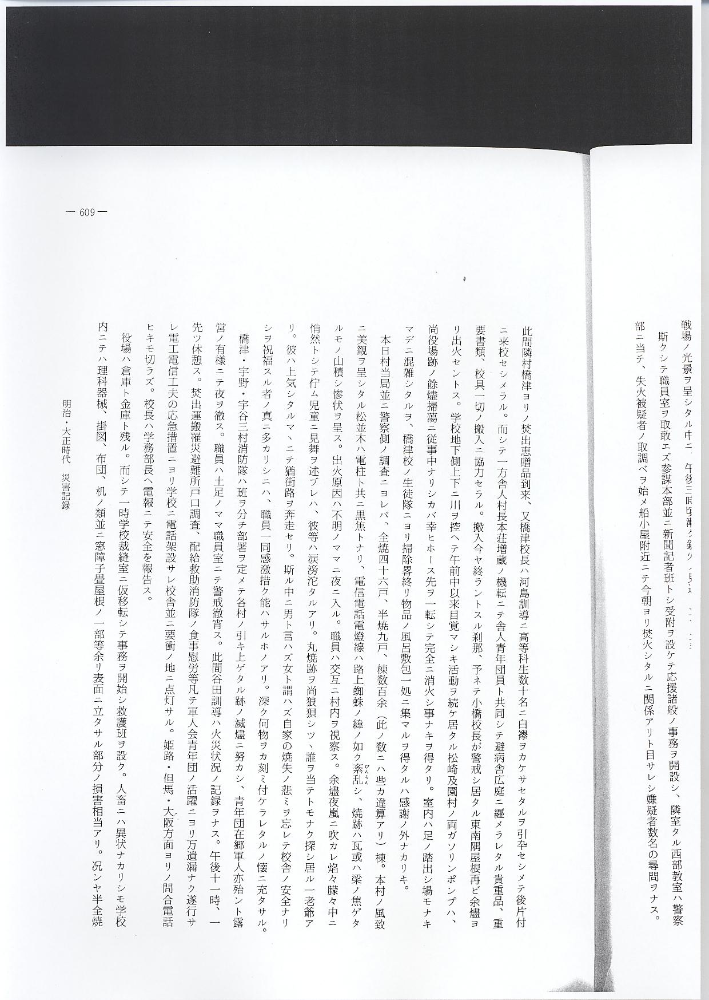 戦場ノ光景ヲ呈シタル中ニ、午後三時頃漸ク鎮火
斯クシテ職員室ヲ取敢エズ参謀本部並ニ新聞記者班トシ受附ヲ設ケテ応援諸般ノ事務ヲ開設シ、隣室タル西部教室ハ警察
部ニ当テ、失火被疑者ノ取調ベヲ始メ船小屋附近ニテ今朝ヨリ焚火シタルニ関係アリト目サレシ嫌疑者数名の尋問ヲナス。
此間隣村橋津ヨリノ焚出恵贈品到来、又橋津校長ハ河島訓導ニ高等科生数十名ニ白襷ヲカケサセタルヲ引卆セシメテ後片付
ニ来校セシメラル。而シテ一方舎人村長本荘増蔵ノ機転ニテ舎人青年団員ト共同シテ避病舎広庭ニ纒メラレタル貴重品、重
要書類、校具一切ノ搬入ニ協力セラル。搬入今ヤ終ラントスル刹那、予ネテ小橋校長が警戒シ居タル東南隅屋根再ビ余燼ヨ
リ出火セントス。学校地下側上下ニ川ヲ控ヘテ午前中以来目覚マシキ活動ヲ続ケ居タル松崎及園村ノ両ガソリンポンプハ、
尚役場跡ノ餘燼掃蕩ニ従事中ナリシカバ幸ヒホース先ヲ一転シテ完全ニ消火シ事ナキヲ得タリ。室内ハ足ノ踏出シ場モナキ
マデニ混雑シタルヲ、橋津校ノ生徒隊ニヨリ掃除畧終リ物品ノ風呂敷包一処ニ集マルヲ得タルハ感謝ノ外ナカリキ。
本日村当局並ニ警察側ノ調査ニヨレバ、全焼四十六戸、半焼九戸、棟数百余（此ノ数ニハ些カ違算アリ）棟。本村ノ風致
ニ美観ヲ呈シタル松並木ハ電柱ト共ニ黒焦トナリ、電信電話電燈線ハ路上蜘蛛ノ緯ノ如ク紊乱びんらんシ、焼跡ハ瓦或ハ梁ノ焦ゲタ
ルモノ山積シ惨状ヲ呈ス。出火原因ハ不明ノママニ夜ニ入ル。職員ハ交互ニ村内ヲ視察ス。余燼夜嵐ニ吹カレ焰々朦々中ニ
悄然トシテ佇ム児童ニ見舞ヲ述ブレハ、彼等ハ涙滂沱タルアリ。丸焼跡ヲ尚狼狽シツヽ誰ヲ当テトモナク探シ居ル一老爺ア
リ。彼ハ上気シタルマヽニテ猶街路ヲ奔走セリ。斯ル中ニ男ト言ハズ女ト謂ハズ自家の焼失ノ悲ミヲ忘レテ校舎ノ安全ナリ
シヲ祝福スル者ノ真ニ多カリシニハ、職員一同感激措ク能ハサルホノアリ。深ク何物ヲカ刻ミ付ケラレタルノ懐ニ充タサル。
橋津・宇野・宇谷三村消防隊ハ班ヲ分チ部署ヲ定メテ各村ノ引キ上ゲタル跡ノ滅燼ニ努カシ、青年団在郷軍人亦殆ント露
営ノ有様ニテ夜ヲ徹ス。職員ハ土足ノママ職員室ニテ警戒徹宵ス。此間谷田訓導ハ火災状況ノ記録ヲナス。午後十一時、一
先ツ休憩ス。焚出運搬罹災避難所戸口調査、配給救助消防隊ノ食事慰労等凡テ軍人会青年団ノ活躍ニヨリ万遺漏ナク遂行サ
レ電工電信工夫の応急措置ニヨリ学校ニ電話架設サレ校舎並ニ要衝ノ地ニ点灯サル。姫路・但馬・大阪方面ヨリノ問合電話
ヒキモ切ラズ。校長ハ学務部長ヘ電報ニテ安全を報告ス。
役場ハ倉庫ト金庫ト残ル。而シテ一時学校裁縫室ニ仮移転シテ事務ヲ開始シ救護班ヲ設ク。人畜ニハ異状ナカリシモ学校
内ニテハ理科器械、掛図、布団、机ノ類並ニ窓障子畳屋根ノ一部等余リ表面ニ立タサル部分ノ損害相当アリ。況ンヤ半全焼
明治・大正時代　災害記録
― 609 ―